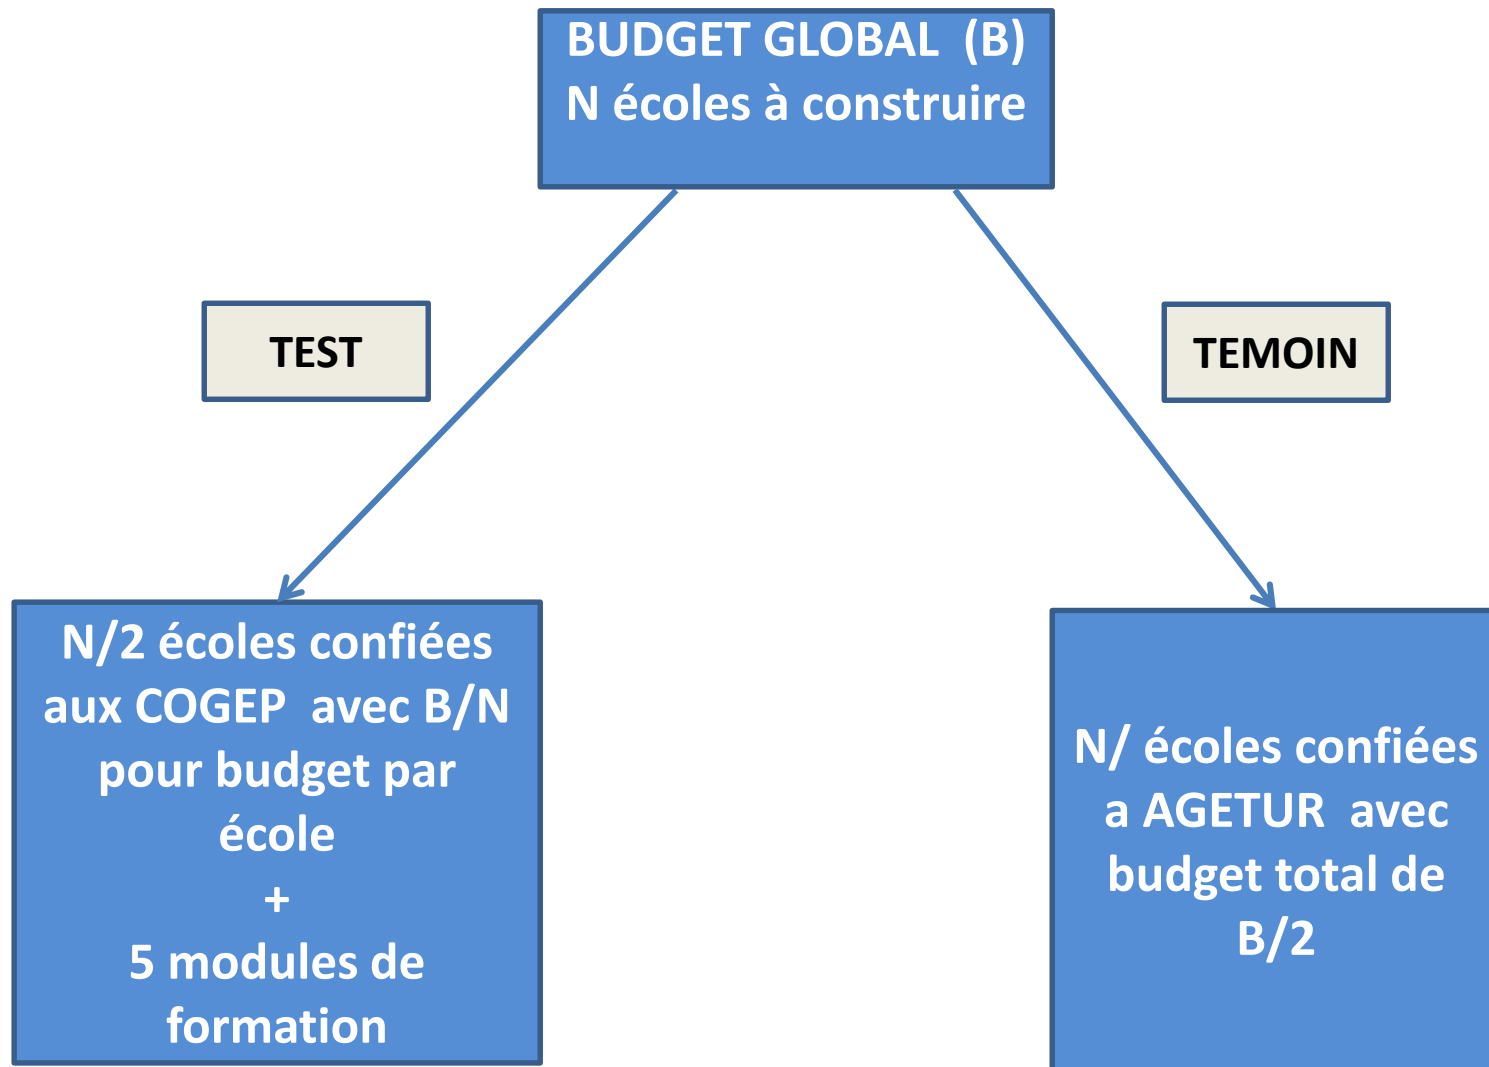 BUDGET GLOBAL (B)
N écoles à construire
TEST
TEMOIN
N/2 écoles confiées
aux COGEP avec B/N
pour budget par
école
+
5 modules de
formation
N/ écoles confiées
a AGETUR avec
budget total de
B/2